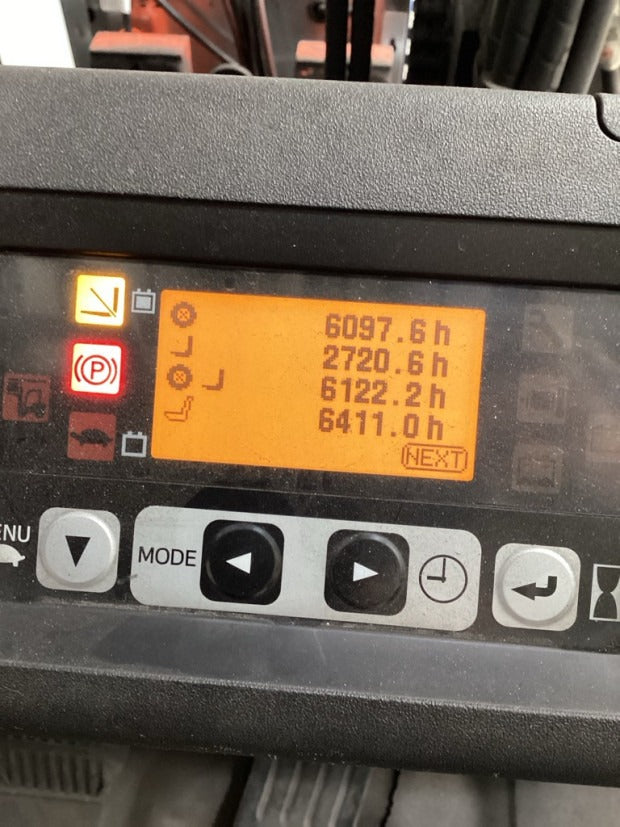 6097.6 h
2720.6 h
6122.2 h
6411.0 h
NEXT
(P)
ENU
MODE